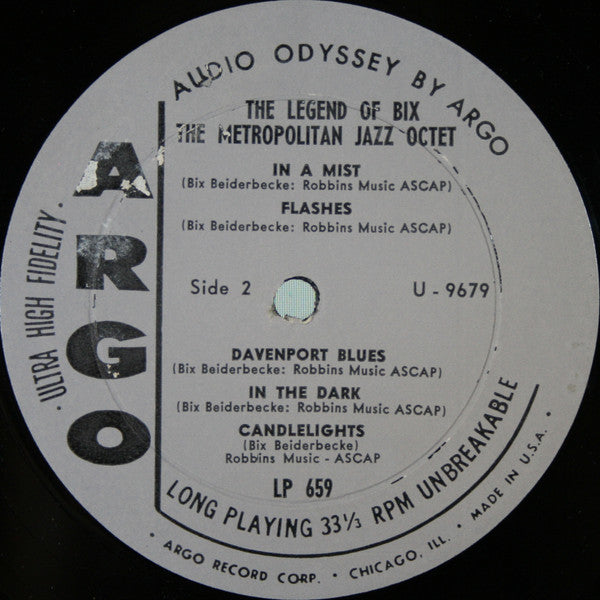 AUDIO ODYSSEY BY ARGO
THE LEGEND OF BIX
THE METROPOLITAN JAZZ OCTET
IN A MIST
(Bix Beiderbecke: Robbins Music ASCAP)
FLASHES
(Bix Beiderbecke: Robbins Music ASCAP)
ARGO
· ULTRA HIGH FIDELITY ·
Side 2
U - 9679
DAVENPORT BLUES
(Bix Beiderbecke: Robbins Music ASCAP)
IN THE DARK
(Bix Beiderbecke: Robbins Music ASCAP)
CANDLELIGHTS
(Bix Beiderbecke)
Robbins Music - ASCAP
LP 659
LONG PLAYING 33⅓ RPM UNBREAKABLE
· ARGO RECORD CORP. · CHICAGO, ILL. · MADE IN U.S.A. ·